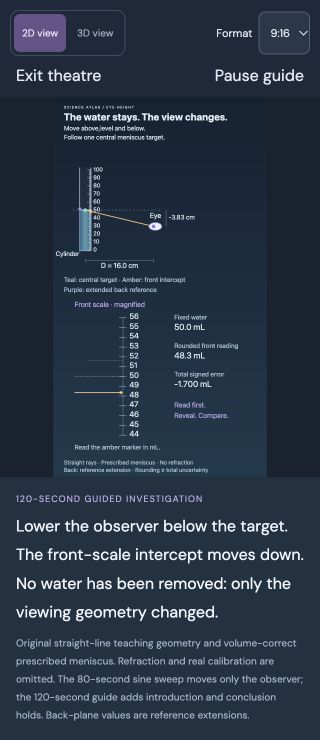 2D view
3D view
Format
9:16
Exit theatre
Pause guide
SCIENCE ATLAS / EYE HEIGHT
The water stays. The view changes.
Move above,level and below.
Follow one central meniscus target.
100
90
80
70
60
50
40
30
20
10
0
Eye
-3.83 cm
Cylinder
D = 16.0 cm
Teal: central target · Amber: front intercept
Purple: extended back reference
Front scale · magnified
56
55
54
53
52
51
50
49
48
47
46
45
44
Fixed water
50.0 mL
Rounded front reading
48.3 mL
Total signed error
-1.700 mL
Read first.
Reveal. Compare.
Read the amber marker in mL.
Straight rays · Prescribed meniscus · No refraction
Back: reference extension · Rounding ≠ total uncertainty
120-SECOND GUIDED INVESTIGATION
Lower the observer below the target.
The front-scale intercept moves down.
No water has been removed: only the
viewing geometry changed.
Original straight-line teaching geometry and volume-correct
prescribed meniscus. Refraction and real calibration are
omitted. The 80-second sine sweep moves only the observer;
the 120-second guide adds introduction and conclusion
holds. Back-plane values are reference extensions.